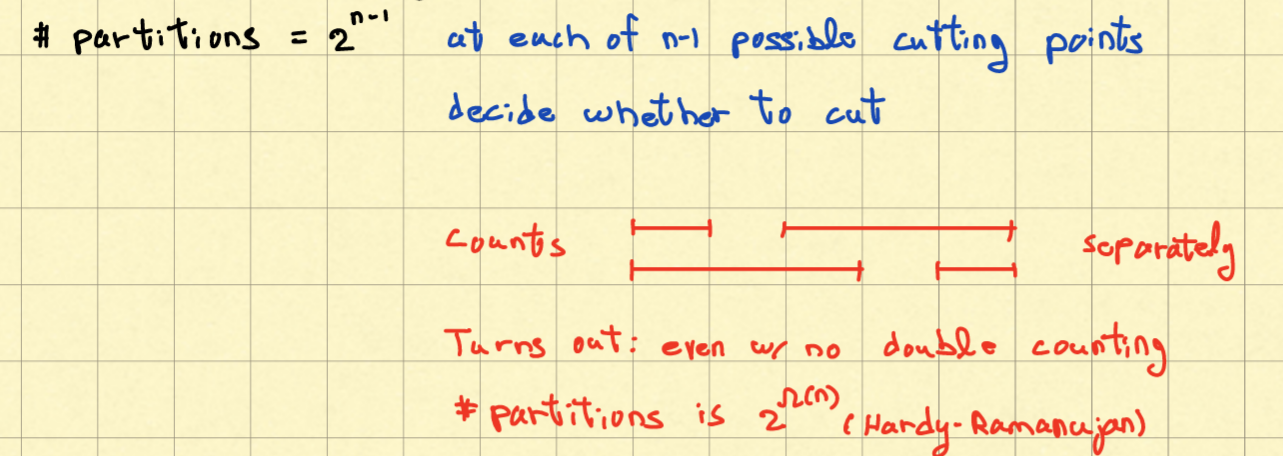 # partitions = 2^{n-1} at each of n-1 possible cutting points
decide whether to cut
counts separately
Turns out: even w/ no double counting
# partitions is 2^{Ω(n)} (Hardy-Ramanujan)